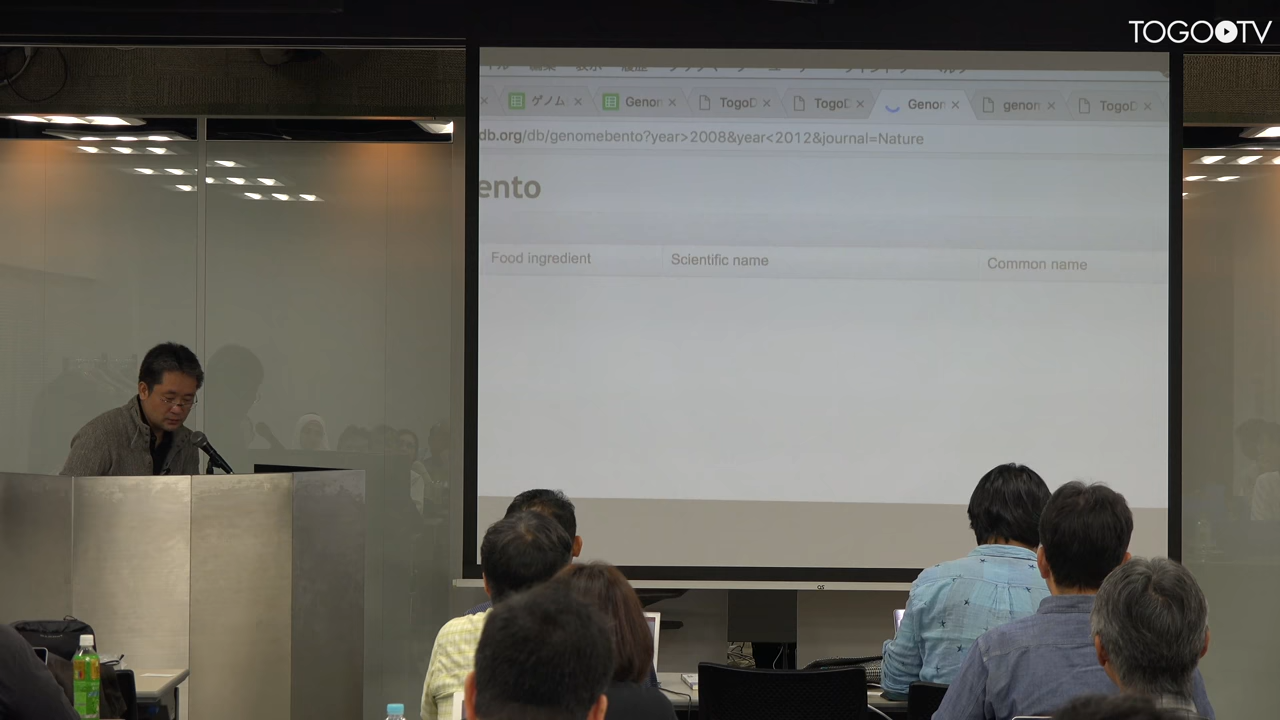 TOGO TV
ゲノム
Genom
TogoD
TogoD
Genon
genon
TogoD
db.org/db/genomebento?year>2008&year<2012&journal=Nature
ento
Food ingredient
Scientific name
Common name